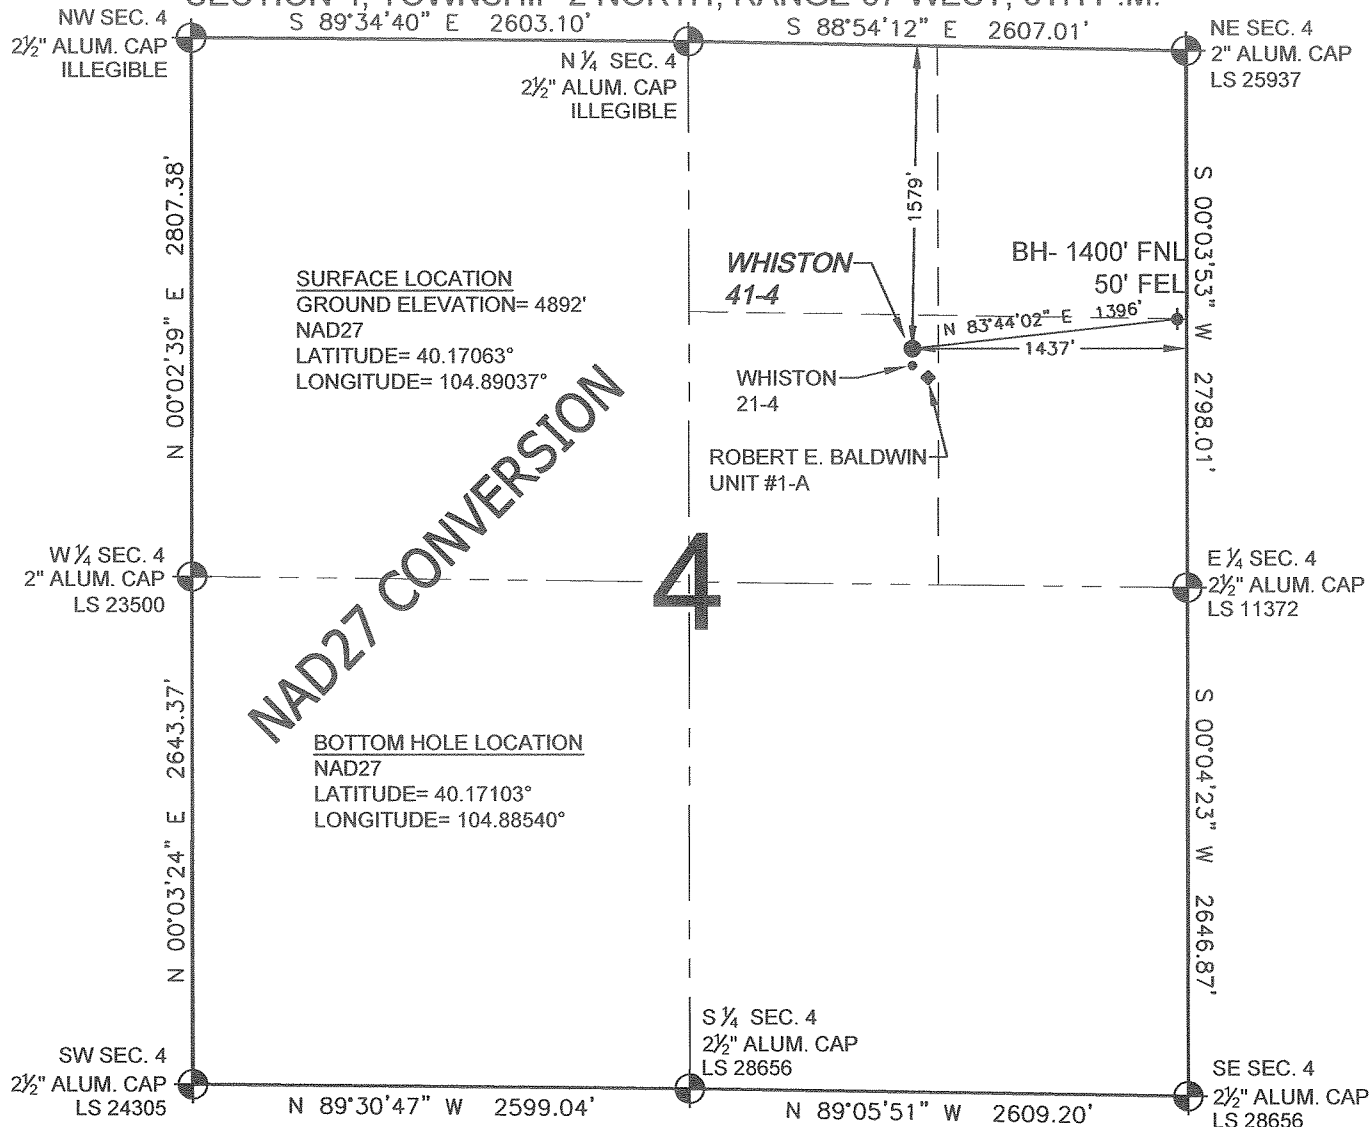 S 89°34'40" E 2603.10'
S 88°54'12" E 2607.01'
NW SEC. 4
2½" ALUM. CAP
ILLEGIBLE
N ¼ SEC. 4
2½" ALUM. CAP
ILLEGIBLE
NE SEC. 4
2" ALUM. CAP
LS 25937
N 00°02'39" E 2807.38'
SURFACE LOCATION
GROUND ELEVATION= 4892'
NAD27
LATITUDE= 40.17063°
LONGITUDE= 104.89037°
1579'
WHISTON
41-4
BH- 1400' FNL
50' FEL
N 83°44'02" E 1396'
1437'
WHISTON
21-4
ROBERT E. BALDWIN
UNIT #1-A
S 00°03'53" W 2798.01'
NAD27 CONVERSION
W ¼ SEC. 4
2" ALUM. CAP
LS 23500
4
E ¼ SEC. 4
2½" ALUM. CAP
LS 11372
N 00°03'24" E 2643.37'
BOTTOM HOLE LOCATION
NAD27
LATITUDE= 40.17103°
LONGITUDE= 104.88540°
S 00°04'23" W 2646.87'
SW SEC. 4
2½" ALUM. CAP
LS 24305
S ¼ SEC. 4
2½" ALUM. CAP
LS 28656
SE SEC. 4
2½" ALUM. CAP
LS 28656
N 89°30'47" W 2599.04'
N 89°05'51" W 2609.20'